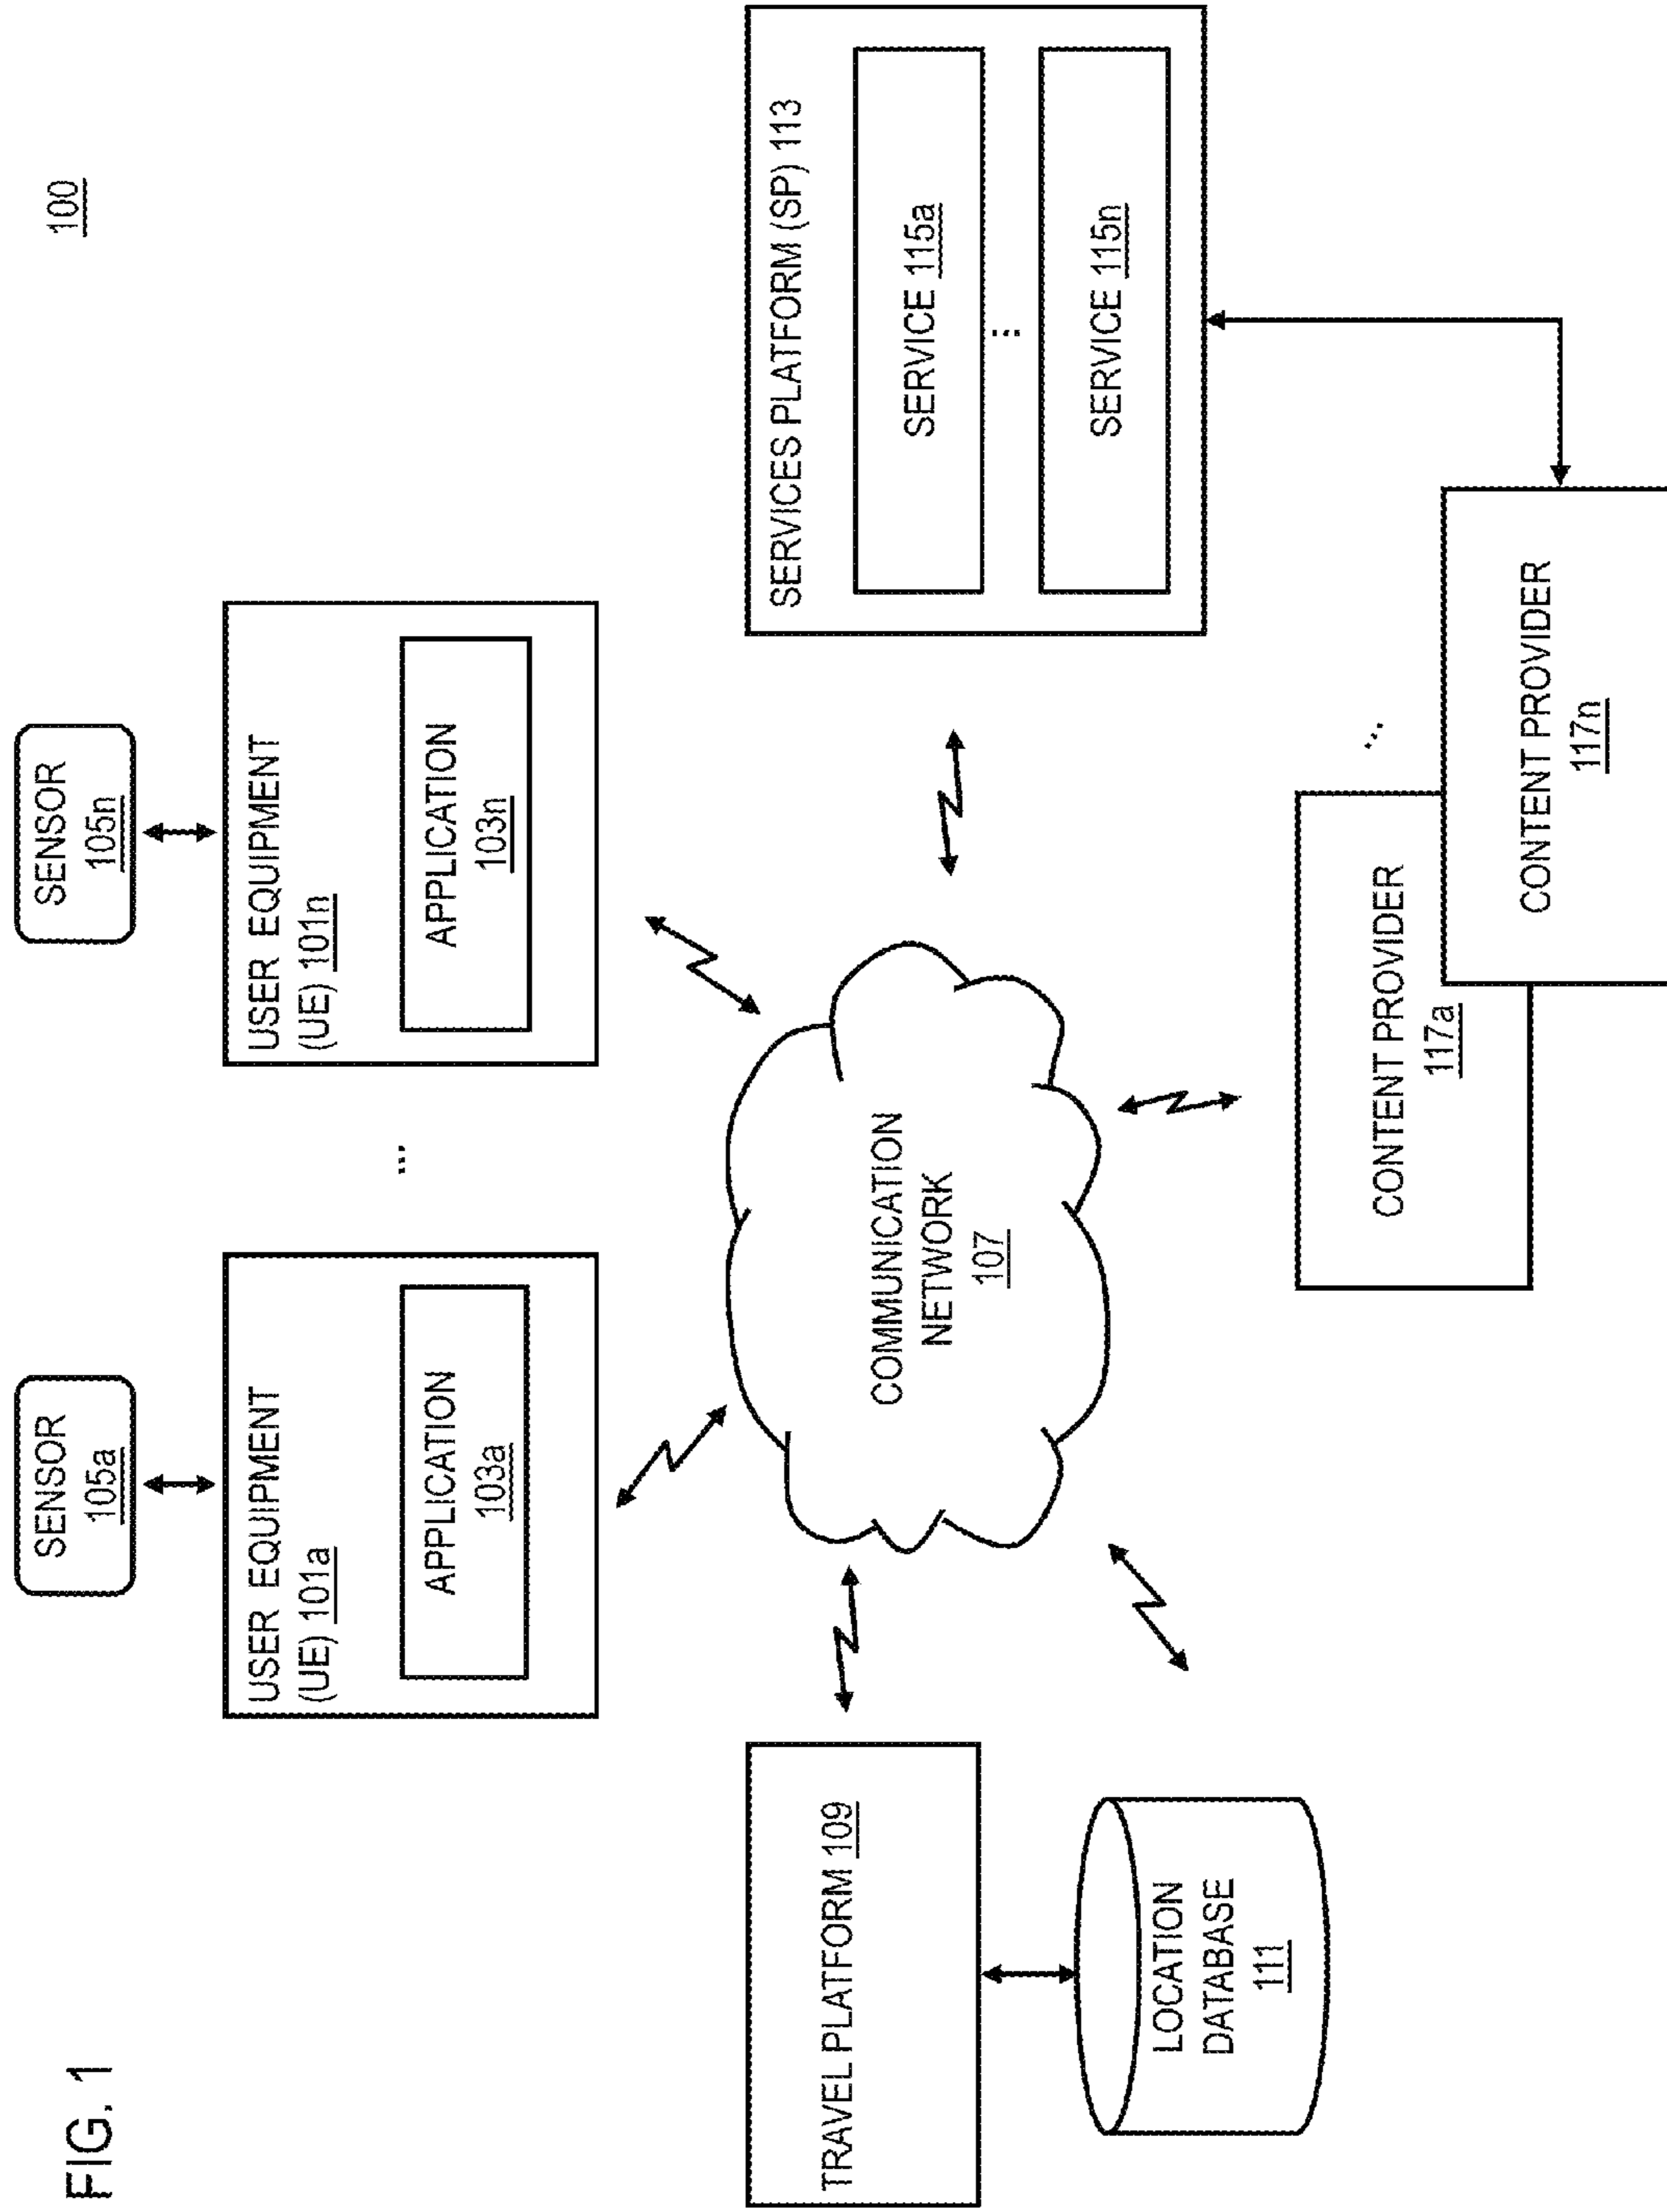 FIG. 1
100
SENSOR
105a
SENSOR
105n
USER EQUIPMENT
(UE) 101a
APPLICATION
103a
...
USER EQUIPMENT
(UE) 101n
APPLICATION
103n
TRAVEL PLATFORM 109
LOCATION
DATABASE
111
COMMUNICATION
NETWORK
107
SERVICES PLATFORM (SP) 113
SERVICE 115a
...
SERVICE 115n
CONTENT PROVIDER
117a
...
CONTENT PROVIDER
117n